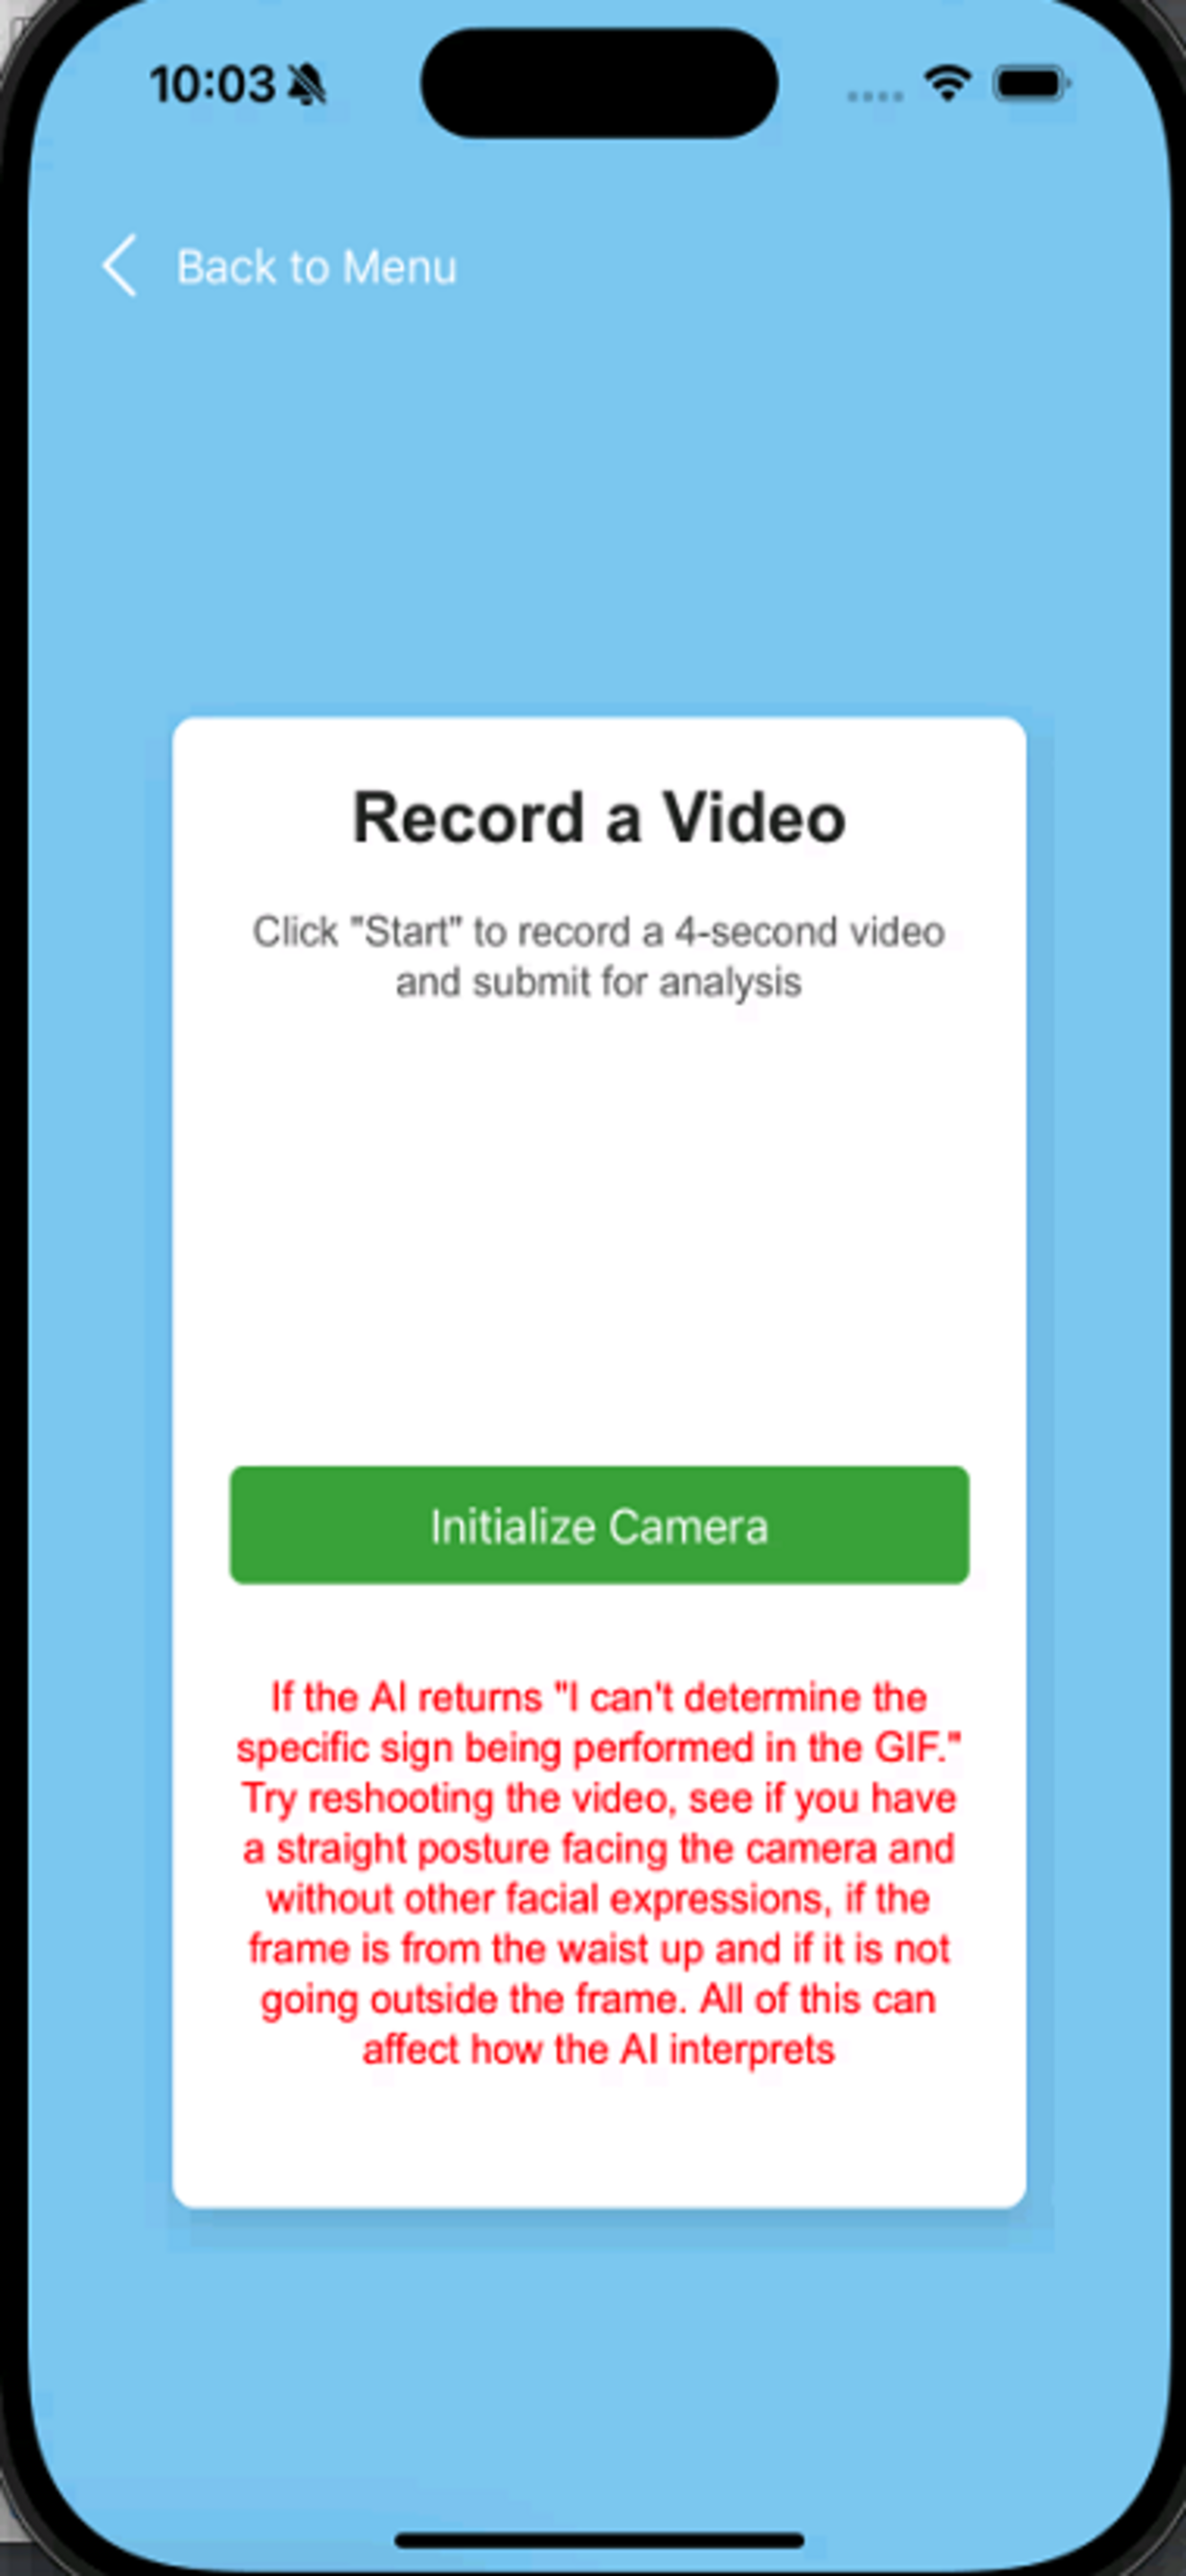 10:03
Back to Menu
Record a Video
Click "Start" to record a 4-second video
and submit for analysis
Initialize Camera
If the AI returns "I can't determine the
specific sign being performed in the GIF."
Try reshooting the video, see if you have
a straight posture facing the camera and
without other facial expressions, if the
frame is from the waist up and if it is not
going outside the frame. All of this can
affect how the AI interprets